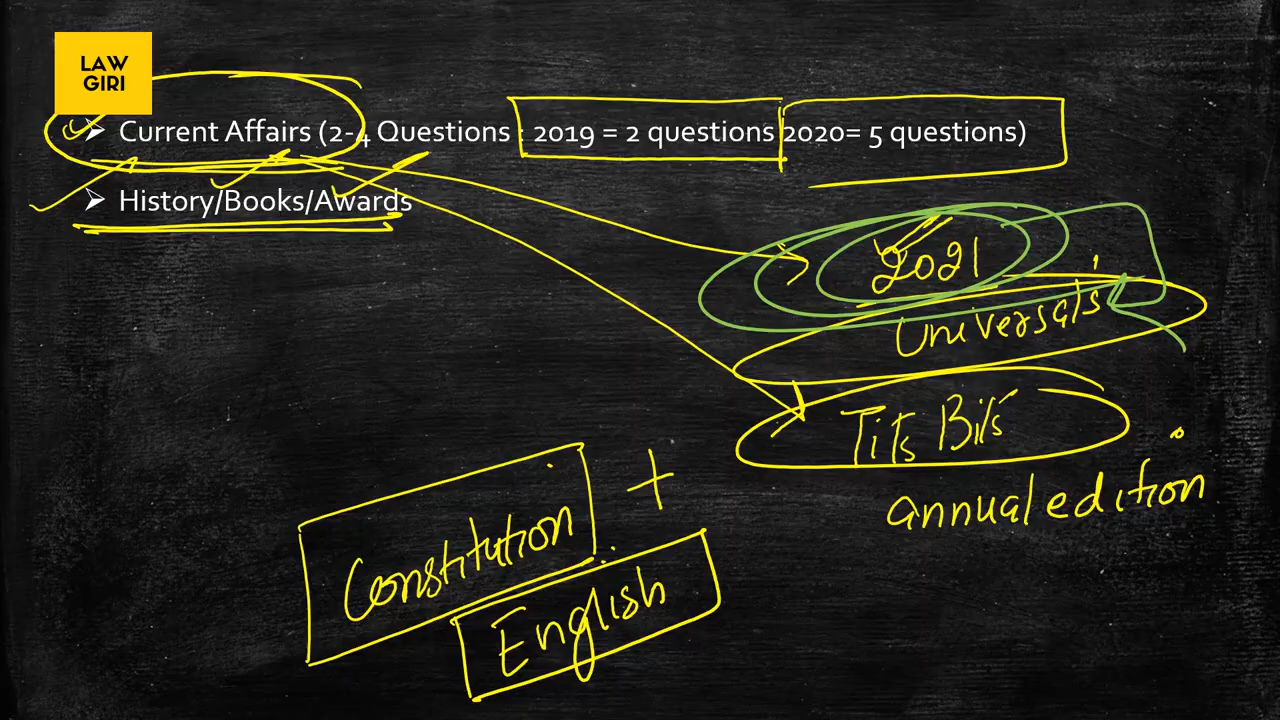 LAW
GIRI
Current Affairs (2-4 Questions : 2019 = 2 questions 2020= 5 questions)
History/Books/Awards
2021
Universals
Tits Bits
annual edition
Constitution +
English